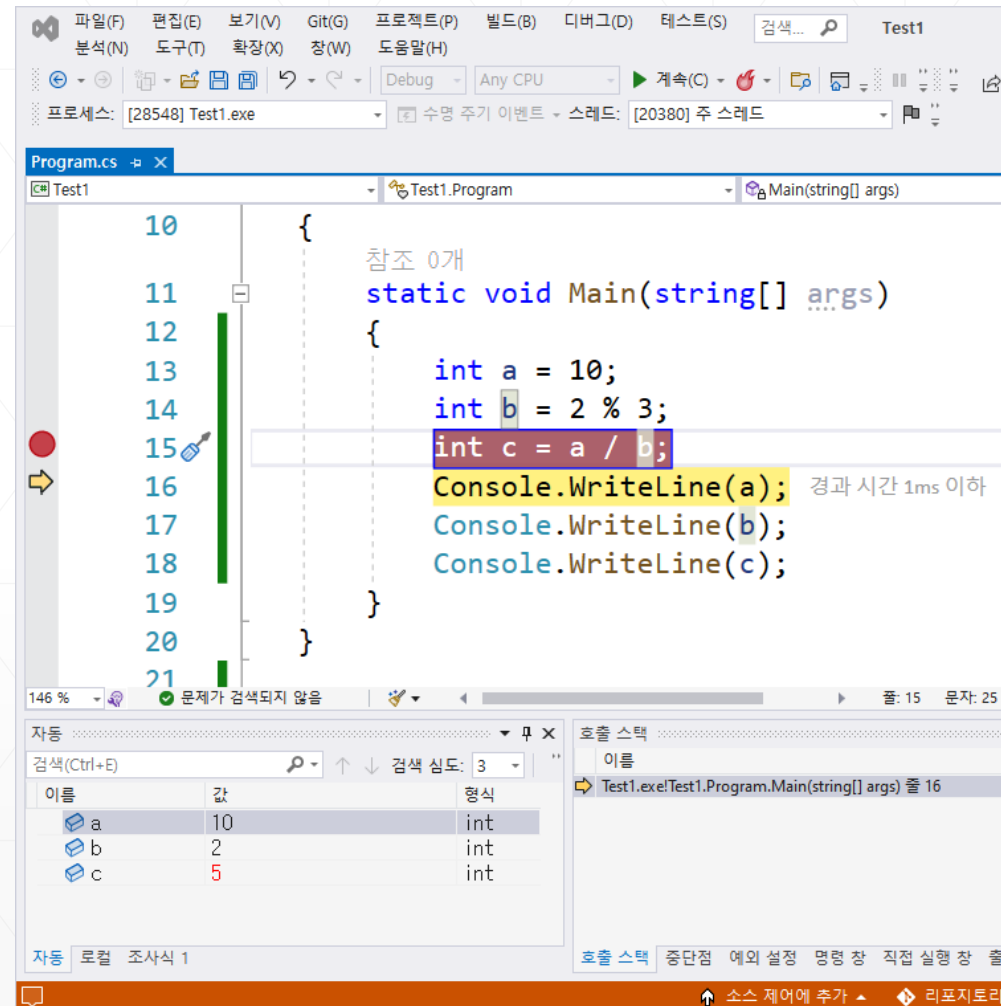 파일(F) 편집(E) 보기(V) Git(G) 프로젝트(P) 빌드(B) 디버그(D) 테스트(S) 검색... Test1
분석(N) 도구(T) 확장(X) 창(W) 도움말(H)
Debug Any CPU 계속(C)
프로세스: [28548] Test1.exe 수명 주기 이벤트 스레드: [20380] 주 스레드
Program.cs
C# Test1 Test1.Program Main(string[] args)
10 {
참조 0개
11 static void Main(string[] args)
12 {
13 int a = 10;
14 int b = 2 % 3;
15 int c = a / b;
16 Console.WriteLine(a); 경과 시간 1ms 이하
17 Console.WriteLine(b);
18 Console.WriteLine(c);
19 }
20 }
21
146 % 문제가 검색되지 않음 줄: 15 문자: 25
자동
검색(Ctrl+E) 검색 심도: 3
이름 값 형식
a 10 int
b 2 int
c 5 int
자동 로컬 조사식 1
호출 스택
이름
Test1.exe!Test1.Program.Main(string[] args) 줄 16
호출 스택 중단점 예외 설정 명령 창 직접 실행 창
소스 제어에 추가 리포지토리